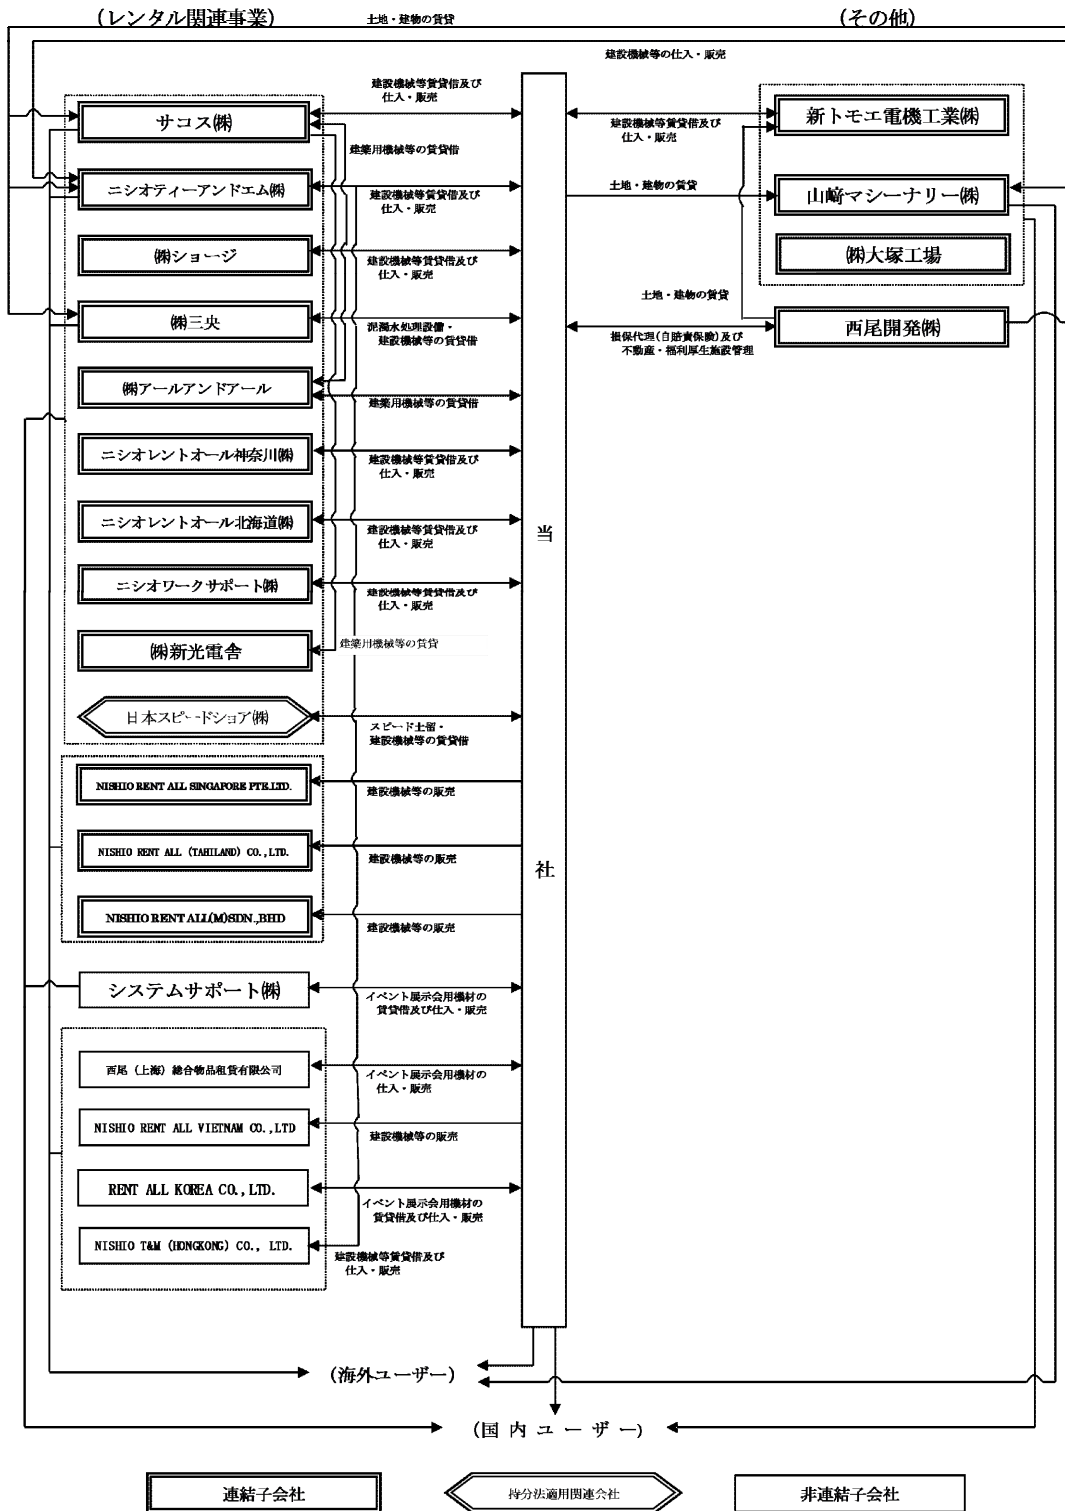 (レンタル関連事業)
土地・建物の賃貸
(その他)
建設機械等の仕入・販売
建設機械等賃貸借及び
仕入・販売
サコス㈱
建設機械等賃貸借及び
仕入・販売
新トモエ電機工業㈱
建築用機械等の賃貸借
ニシオティーアンドエム㈱
建設機械等賃貸借及び
仕入・販売
土地・建物の賃貸
山﨑マシーナリー㈱
㈱ショージ
建設機械等賃貸借及び
仕入・販売
㈱大塚工場
土地・建物の賃貸
㈱三央
泥濁水処理設備・
建設機械等の賃貸借
西尾開発㈱
損保代理(自賠責保険)及び
不動産・福利厚生施設管理
㈱アールアンドアール
建築用機械等の賃貸借
ニシオレントオール神奈川㈱
建設機械等賃貸借及び
仕入・販売
ニシオレントオール北海道㈱
建設機械等賃貸借及び
仕入・販売
当
ニシオワークサポート㈱
建設機械等賃貸借及び
仕入・販売
㈱新光電舎
建築用機械等の賃貸
日本スピードショア㈱
スピード土留・
建設機械等の賃貸借
NISHIO RENT ALL SINGAPORE PTE.LTD.
建設機械等の販売
NISHIO RENT ALL (TAHILAND) CO.,LTD.
建設機械等の販売
社
NISHIO RENT ALL(M)SDN.,BHD
建設機械等の販売
システムサポート㈱
イベント展示会用機材の
賃貸借及び仕入・販売
西尾(上海)総合物品租賃有限公司
イベント展示会用機材の
仕入・販売
NISHIO RENT ALL VIETNAM CO.,LTD
建設機械等の販売
RENT ALL KOREA CO.,LTD.
イベント展示会用機材の
賃貸借及び仕入・販売
NISHIO T&M (HONGKONG) CO., LTD.
建設機械等賃貸借及び
仕入・販売
(海外ユーザー)
(国 内 ユ ー ザ ー)
連結子会社
持分法適用関連会社
非連結子会社